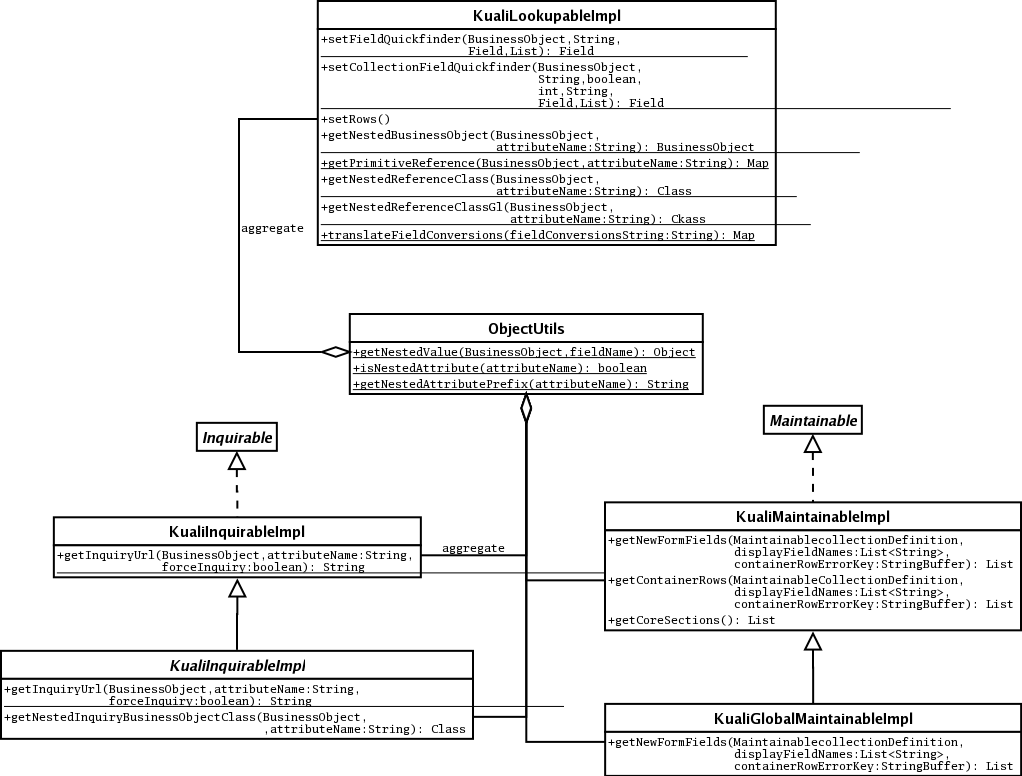 KualiLookupableImpl
+setFieldQuickfinder(BusinessObject,String,
Field,List): Field
+setCollectionFieldQuickfinder(BusinessObject,
String,boolean,
int,String,
Field,List): Field
+setRows()
+getNestedBusinessObject(BusinessObject,
attributeName:String): BusinessObject
+getPrimitiveReference(BusinessObject,attributeName:String): Map
+getNestedReferenceClass(BusinessObject,
attributeName:String): Class
+getNestedReferenceClassGl(BusinessObject,
attributeName:String): Ckass
+translateFieldConversions(fieldConversionsString:String): Map
aggregate
ObjectUtils
+getNestedValue(BusinessObject,fieldName): Object
+isNestedAttribute(attributeName): boolean
+getNestedAttributePrefix(attributeName): String
Inquirable
Maintainable
KualiInquirableImpl
+getInquiryUrl(BusinessObject,attributeName:String,
forceInquiry:boolean): String
aggregate
KualiMaintainableImpl
+getNewFormFields(MaintainablecollectionDefinition,
displayFieldNames:List<String>,
containerRowErrorKey:StringBuffer): List
+getContainerRows(MaintainableCollectionDefinition,
displayFieldNames:List<String>,
containerRowErrorKey:StringBuffer): List
+getCoreSections(): List
KualiInquirableImpl
+getInquiryUrl(BusinessObject,attributeName:String,
forceInquiry:boolean): String
+getNestedInquiryBusinessObjectClass(BusinessObject,
,attributeName:String): Class
KualiGlobalMaintainableImpl
+getNewFormFields(MaintainablecollectionDefinition,
displayFieldNames:List<String>,
containerRowErrorKey:StringBuffer): List